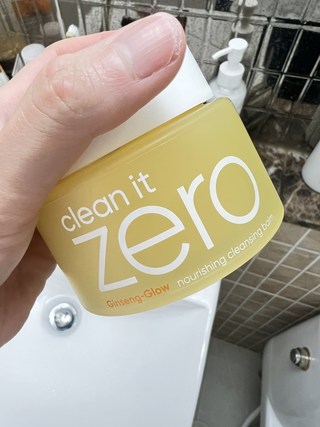 clean it
zero
Ginseng-Glow nourishing cleansing balm